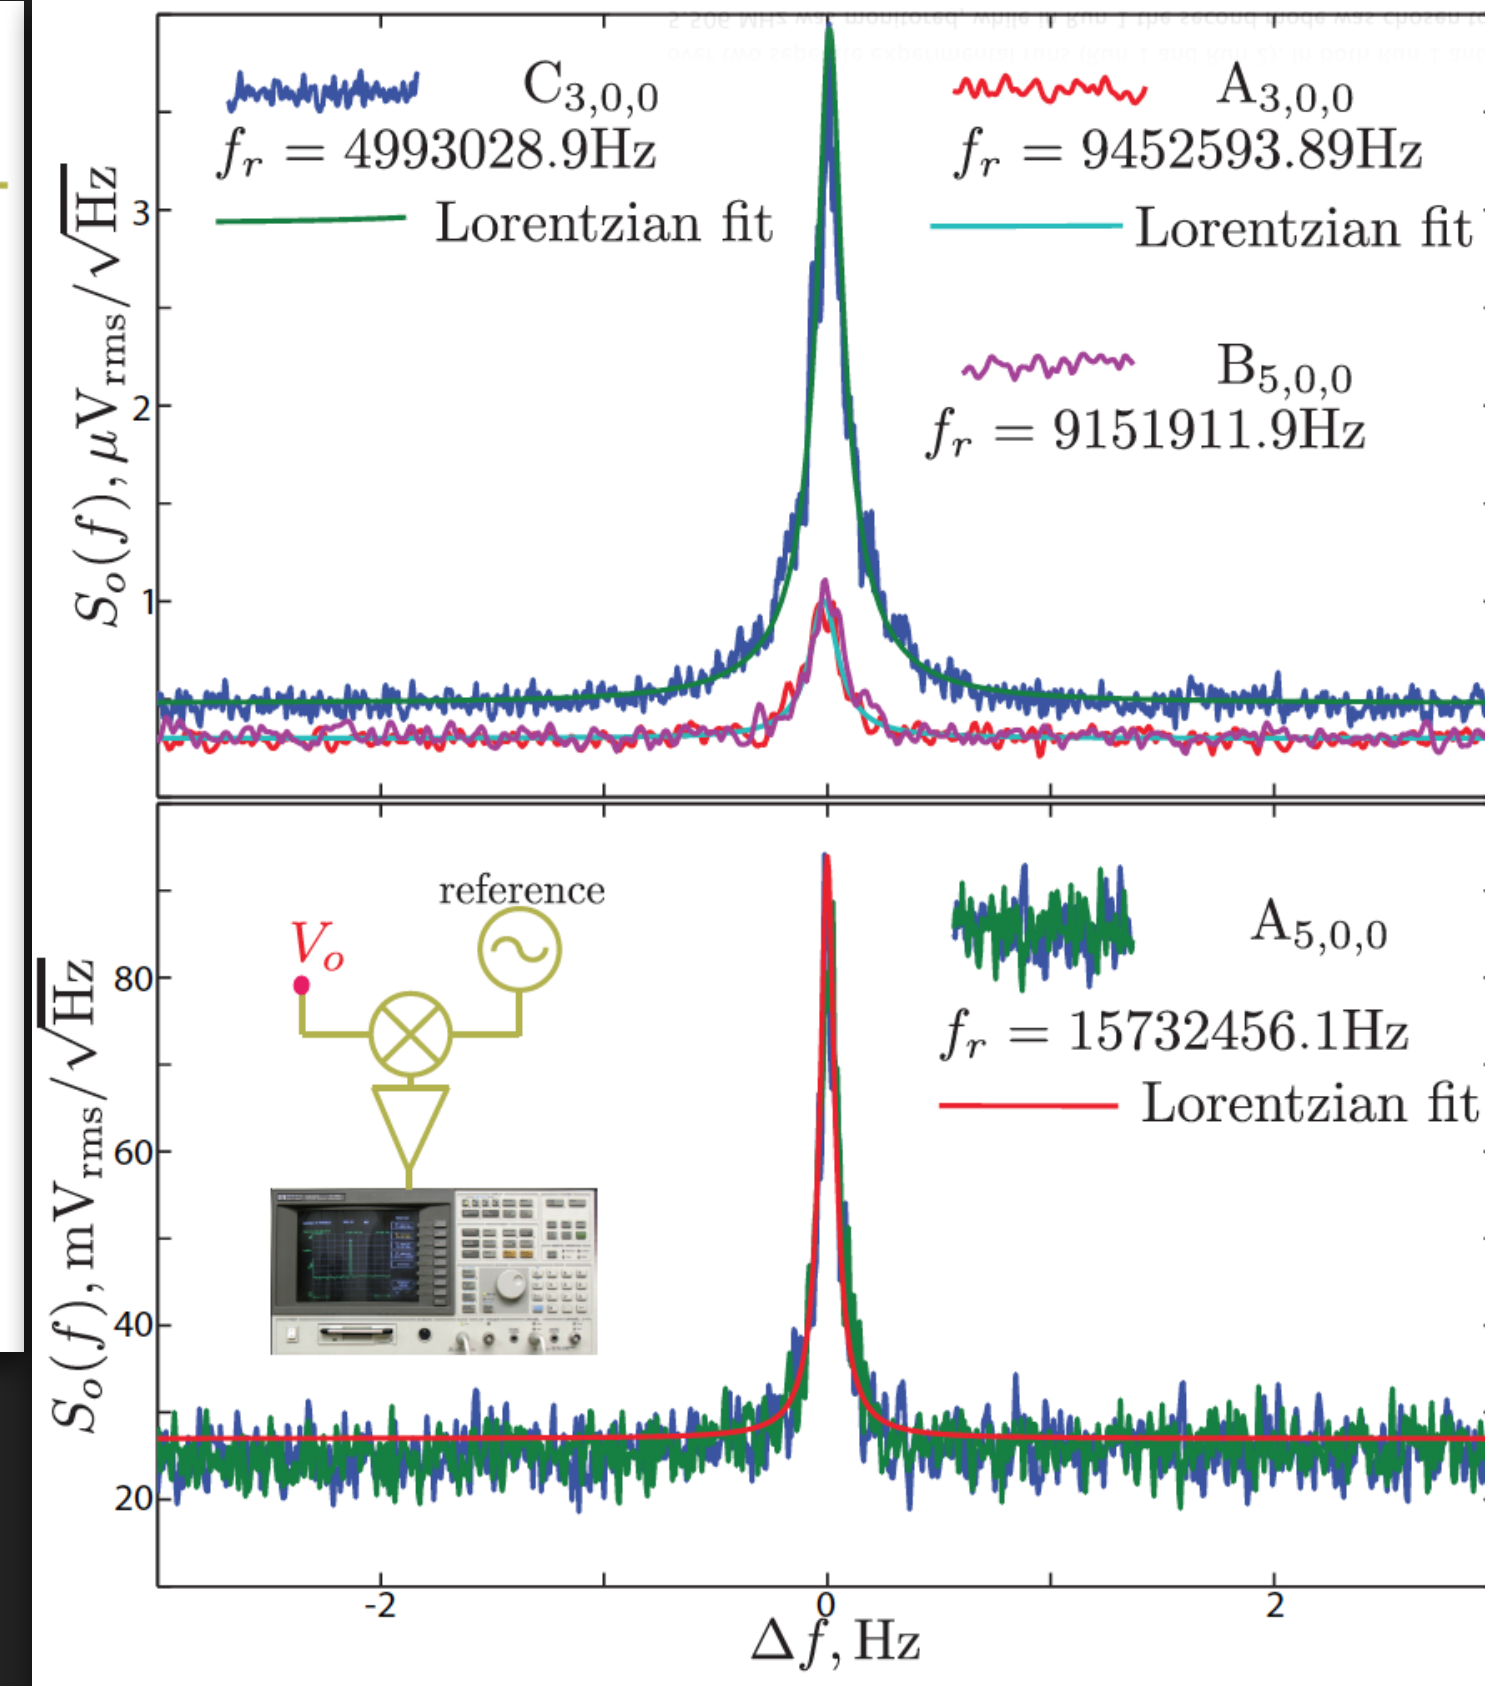 C3,0,0
fr = 4993028.9Hz
Lorentzian fit
A3,0,0
fr = 9452593.89Hz
Lorentzian fit
B5,0,0
fr = 9151911.9Hz
So(f), μVrms/√Hz
3
2
1
reference
Vo
A5,0,0
fr = 15732456.1Hz
Lorentzian fit
So(f), mVrms/√Hz
80
60
40
20
-2
0
2
Δf, Hz